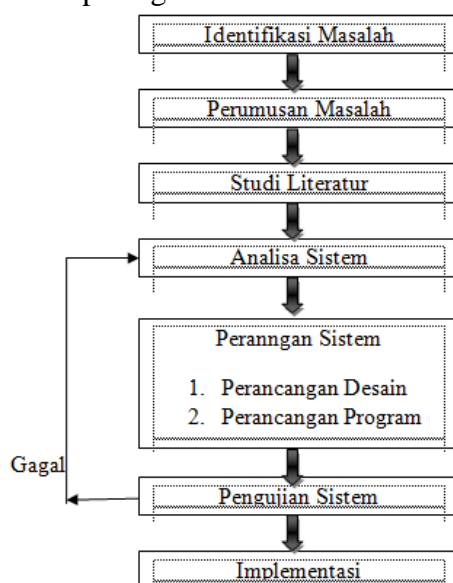 Identifikasi Masalah
Perumusan Masalah
Studi Literatur
Analisa Sistem
Peranngan Sistem
1. Perancangan Desain
2. Perancangan Program
Gagal
Pengujian Sistem
Implementasi